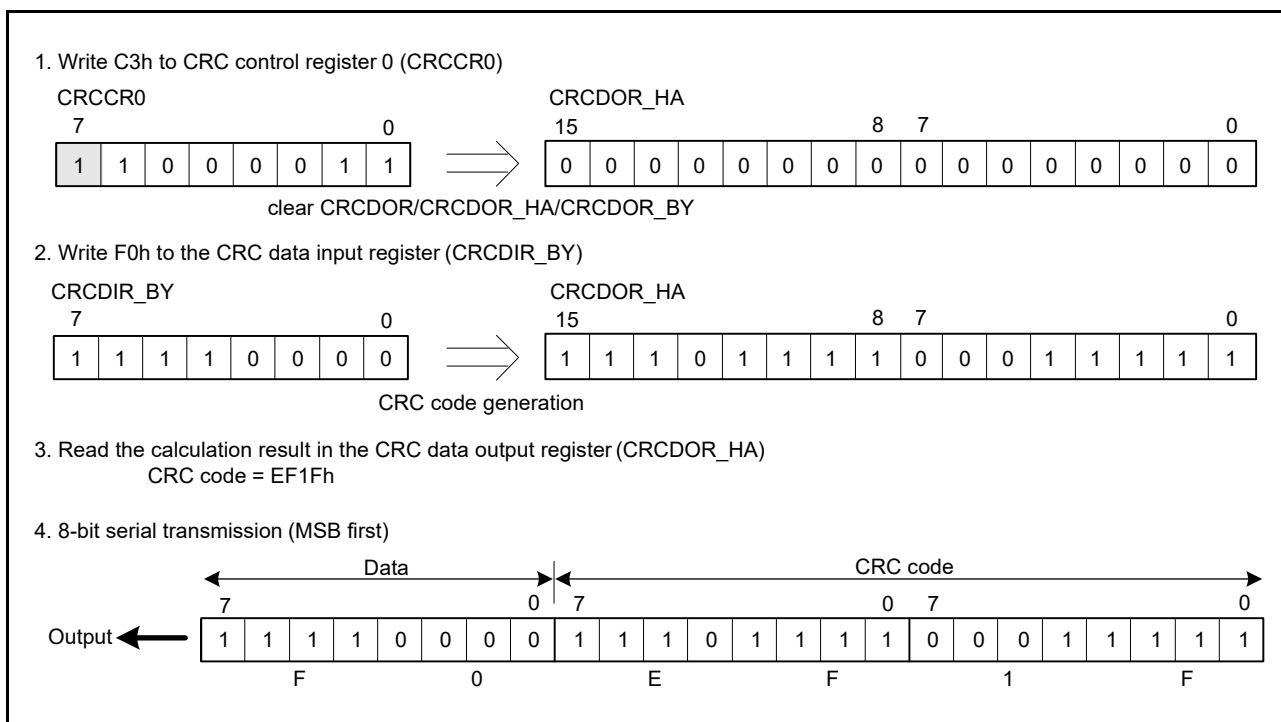 1. Write C3h to CRC control register 0 (CRCCR0)
CRCCR0 CRCDOR_HA
7 0 15 8 7 0
1 1 0 0 0 0 1 1 0 0 0 0 0 0 0 0 0 0 0 0 0 0 0 0
clear CRCDOR/CRCDOR_HA/CRCDOR_BY
2. Write F0h to the CRC data input register (CRCDIR_BY)
CRCDIR_BY CRCDOR_HA
7 0 15 8 7 0
1 1 1 1 0 0 0 0 1 1 1 0 1 1 1 1 0 0 0 1 1 1 1 1
CRC code generation
3. Read the calculation result in the CRC data output register (CRCDOR_HA)
CRC code = EF1Fh
4. 8-bit serial transmission (MSB first)
Data CRC code
7 0 7 0 7 0
Output 1 1 1 1 0 0 0 0 1 1 1 0 1 1 1 1 0 0 0 1 1 1 1 1
F 0 E F 1 F